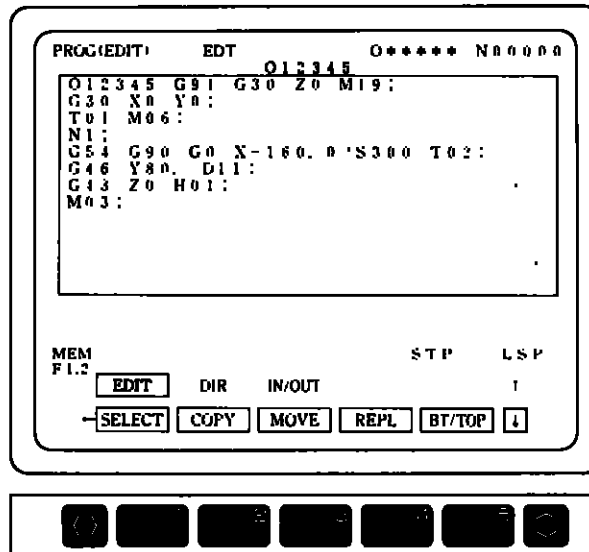 PROG(EDIT) EDT O***** N00000
O12345
O12345 G91 G30 Z0 M19;
G30 X0 Y0;
T01 M06;
N1;
G54 G90 G0 X-160.0 S300 T02;
G46 Y80. D11;
G43 Z0 H01;
M03;
MEM STP LSP
F1.2
EDIT DIR IN/OUT ↑
←SELECT COPY MOVE REPL BT/TOP ↓